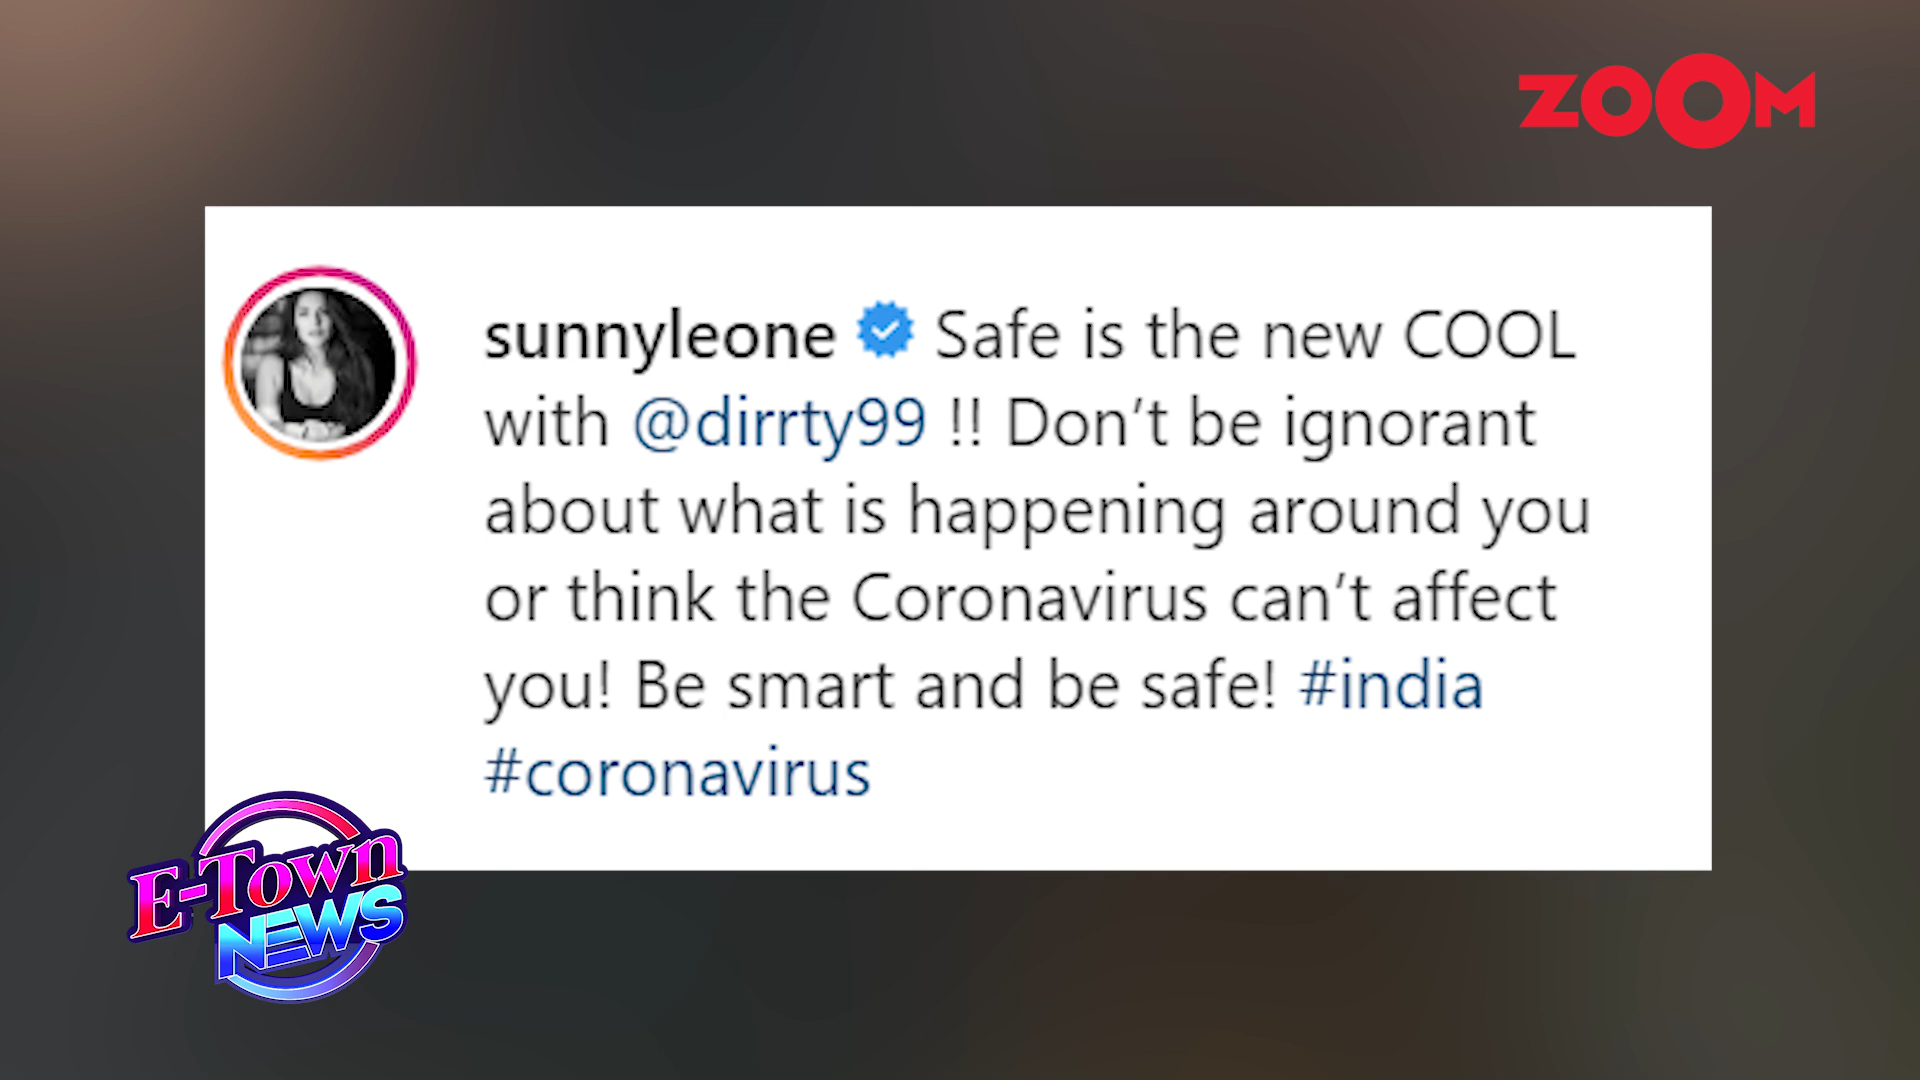 ZOOM
sunnyleone Safe is the new COOL
with @dirrty99 !! Don’t be ignorant
about what is happening around you
or think the Coronavirus can’t affect
you! Be smart and be safe! #india
#coronavirus
E-Town
NEWS